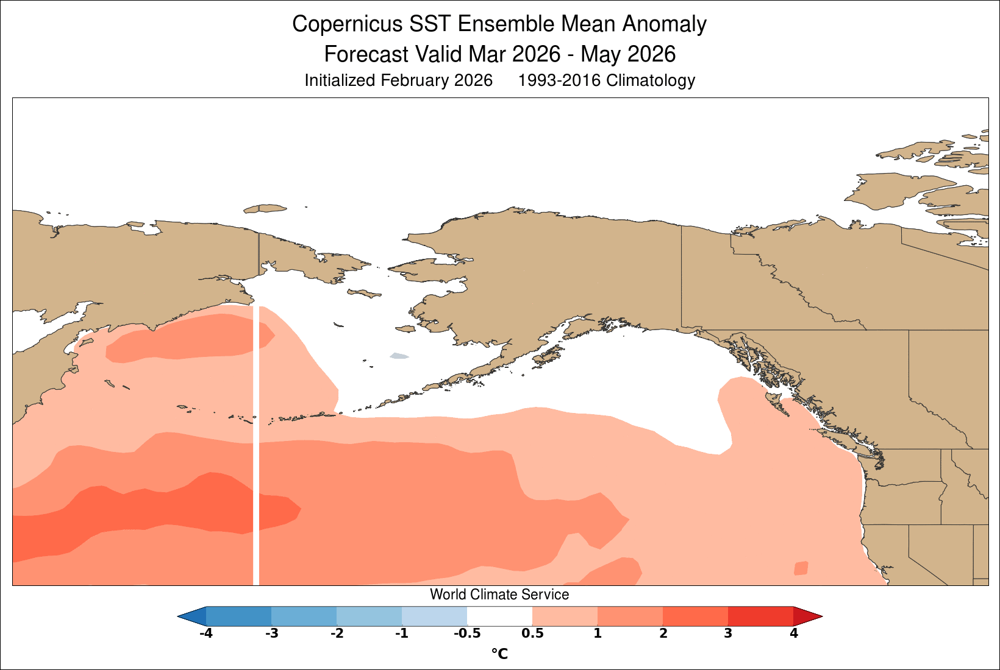 Copernicus SST Ensemble Mean Anomaly
Forecast Valid Mar 2026 - May 2026
Initialized February 2026 1993-2016 Climatology
World Climate Service
-4 -3 -2 -1 -0.5 0.5 1 2 3 4
°C